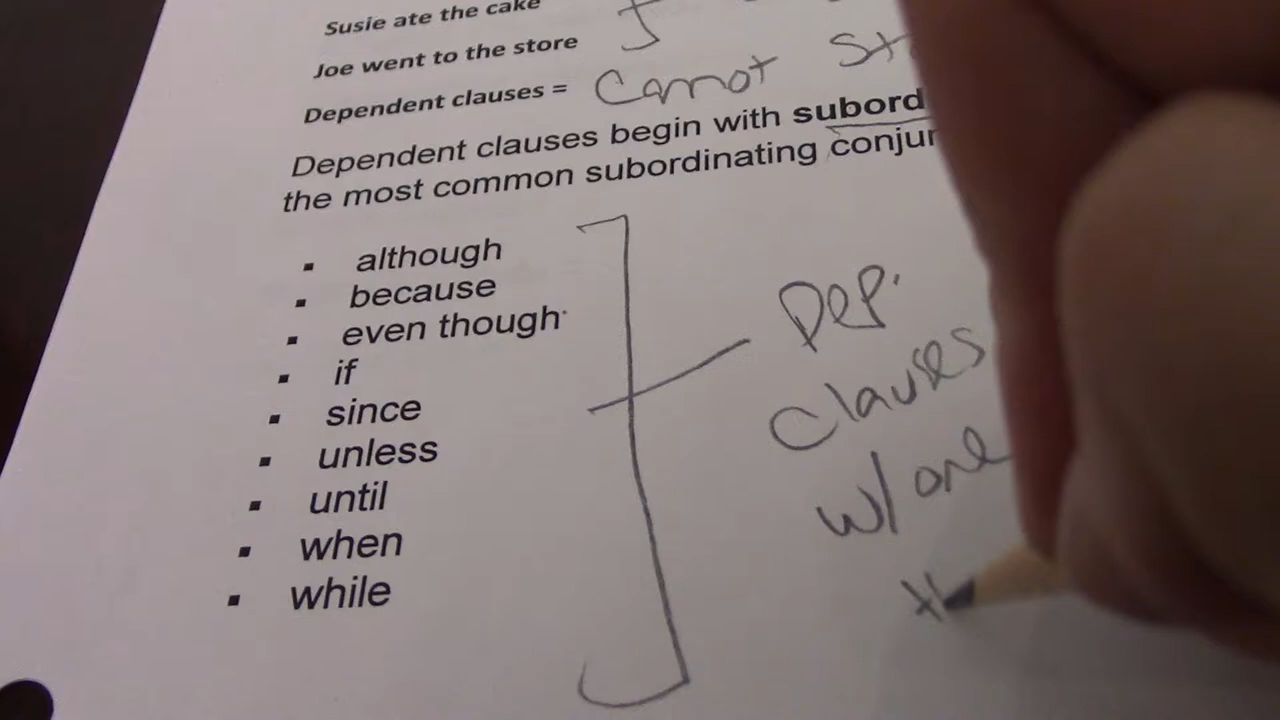 Susie ate the cake
Joe went to the store
Dependent clauses = Cannot
Dependent clauses begin with subord
the most common subordinating conjun
▪ although
▪ because
▪ even though
▪ if
▪ since
▪ unless
▪ until
▪ when
▪ while
Dep.
Clauses
w/ one